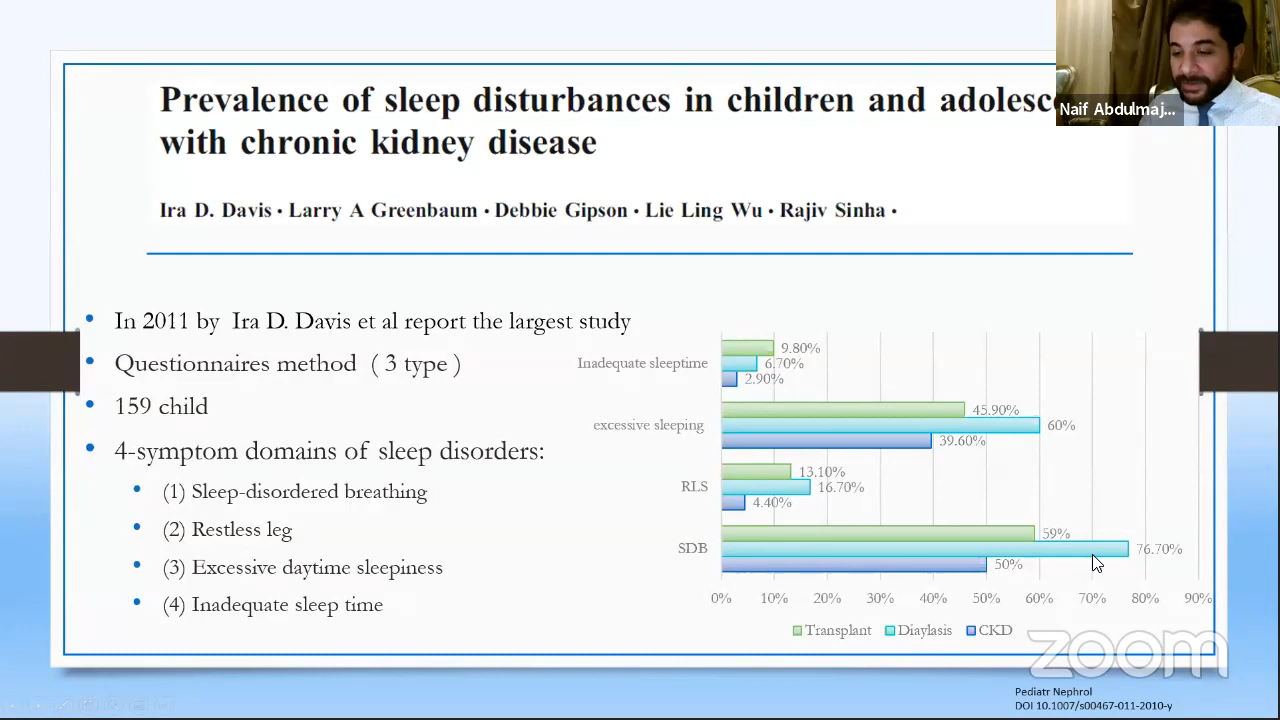 Prevalence of sleep disturbances in children and adolesc
with chronic kidney disease
Naif Abdulmaj...
Ira D. Davis · Larry A Greenbaum · Debbie Gipson · Lie Ling Wu · Rajiv Sinha ·
• In 2011 by Ira D. Davis et al report the largest study
• Questionnaires method ( 3 type )
• 159 child
• 4-symptom domains of sleep disorders:
• (1) Sleep-disordered breathing
• (2) Restless leg
• (3) Excessive daytime sleepiness
• (4) Inadequate sleep time
Inadequate sleeptime
9.80%
6.70%
2.90%
excessive sleeping
45.90%
60%
39.60%
RLS
13.10%
16.70%
4.40%
SDB
59%
76.70%
50%
0% 10% 20% 30% 40% 50% 60% 70% 80% 90%
Transplant Diaylasis CKD
zoom
Pediatr Nephrol
DOI 10.1007/s00467-011-2010-y